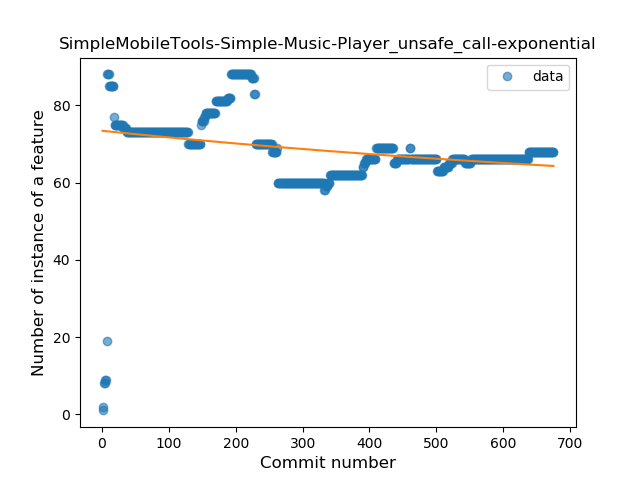 SimpleMobileTools-Simple-Music-Player_unsafe_call-exponential
data
Number of instance of a feature
80
60
40
20
0
0 100 200 300 400 500 600 700
Commit number